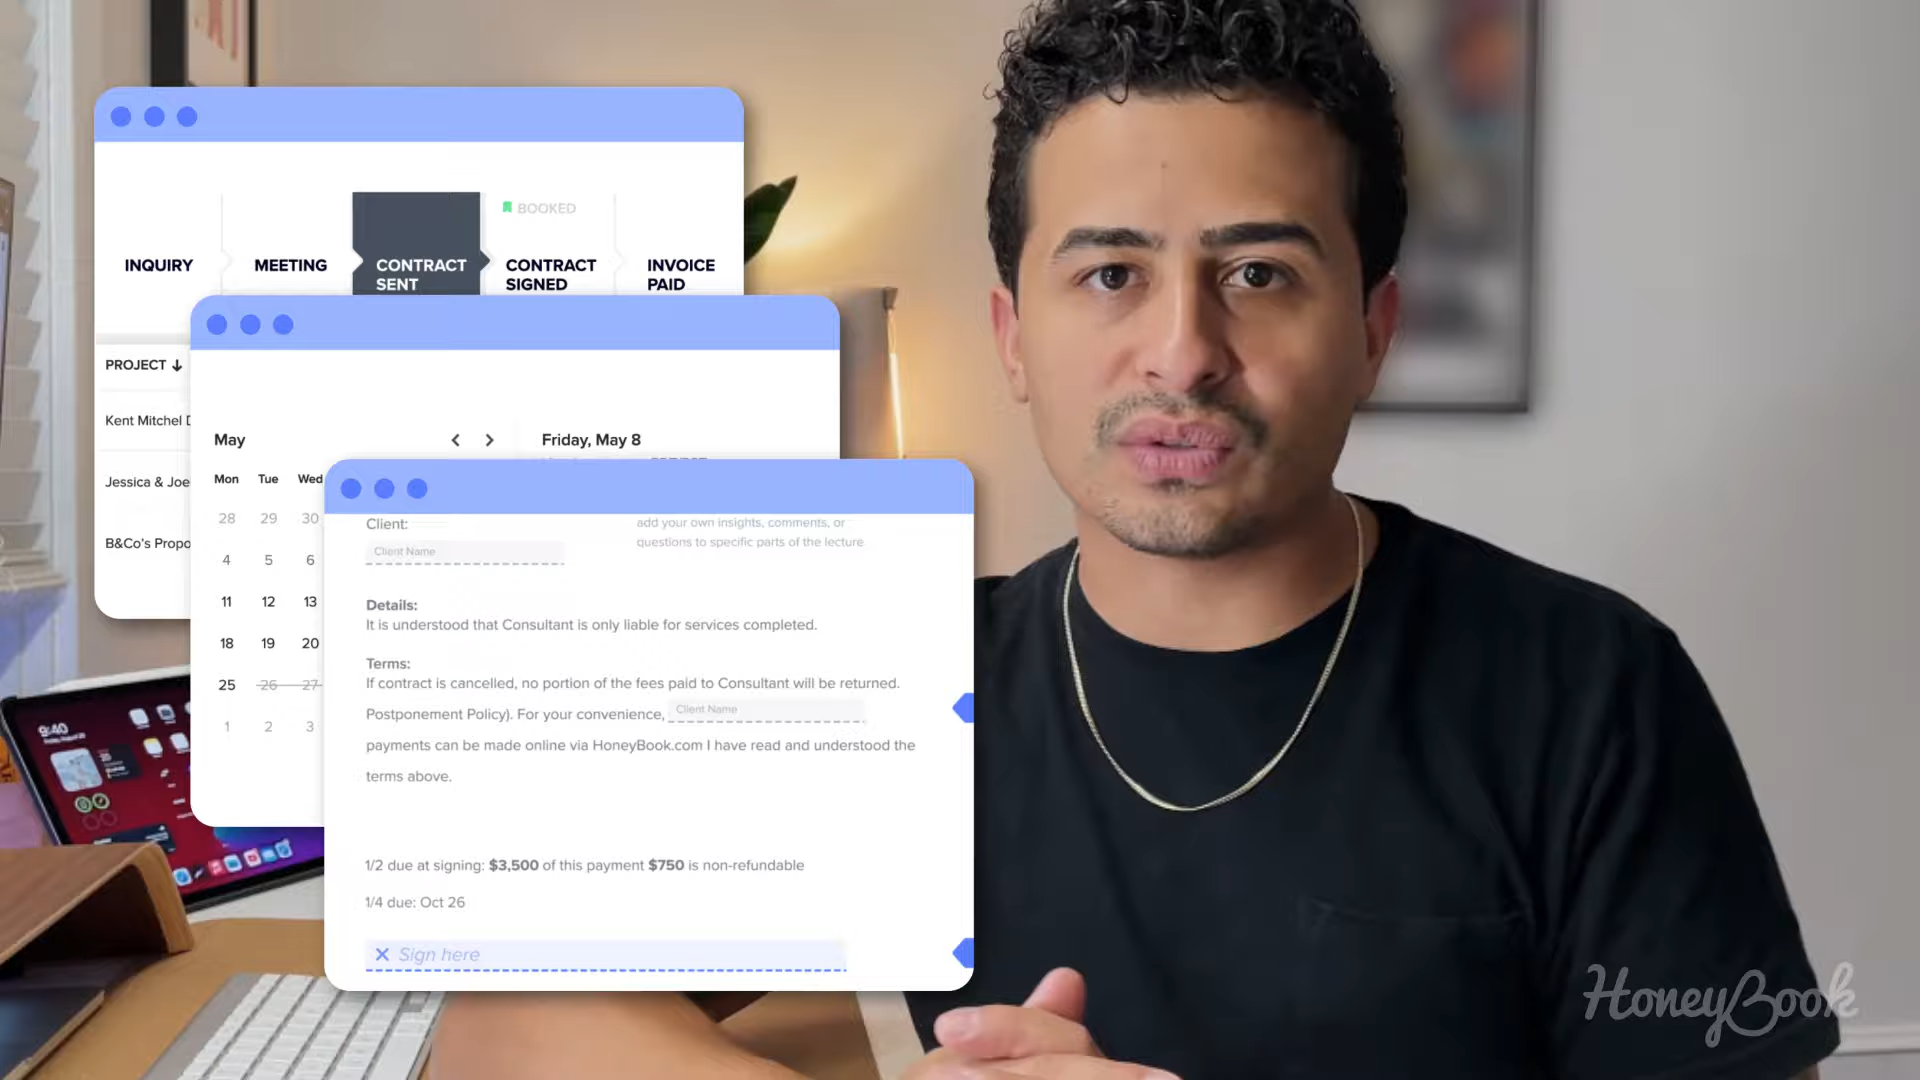 BOOKED
INQUIRY
MEETING
CONTRACT
SENT
CONTRACT
SIGNED
INVOICE
PAID
PROJECT ↓
Kent Mitchel
Jessica & Joe
B&Co's Propo
May
Friday, May 8
Mon Tue Wed
28 29 30
4 5 6
11 12 13
18 19 20
25 26 27
1 2 3
Client:
Client Name
add your own insights, comments, or
questions to specific parts of the lecture
Details:
It is understood that Consultant is only liable for services completed.
Terms:
If contract is cancelled, no portion of the fees paid to Consultant will be returned.
Postponement Policy). For your convenience, Client Name
payments can be made online via HoneyBook.com I have read and understood the
terms above.
1/2 due at signing: $3,500 of this payment $750 is non-refundable
1/4 due: Oct 26
Sign here
9:40
HoneyBook